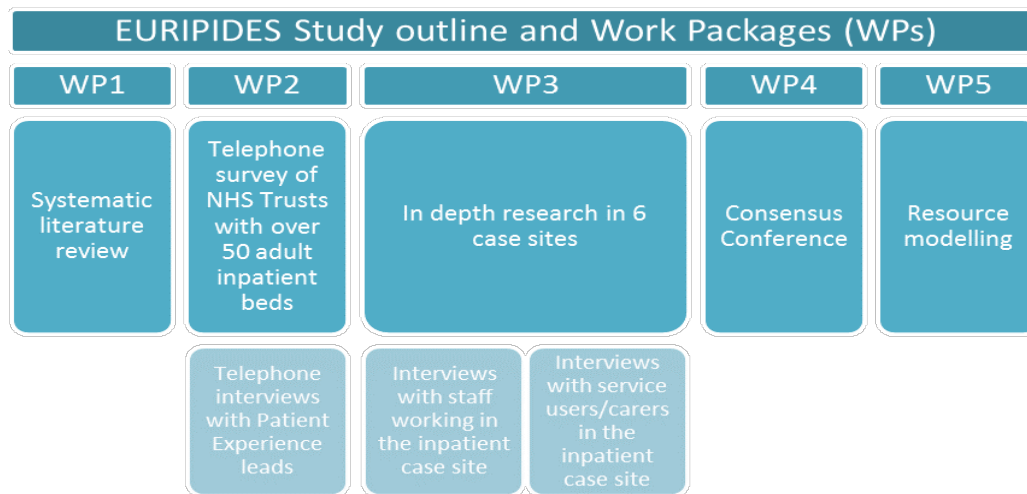 EURIPIDES Study outline and Work Packages (WPs)
WP1
WP2
WP3
WP4
WP5
Systematic
literature
review
Telephone
survey of
NHS Trusts
with over
50 adult
inpatient
beds
In depth research in 6
case sites
Consensus
Conference
Resource
modelling
Telephone
interviews
with Patient
Experience
leads
Interviews
with staff
working in
the inpatient
case site
Interviews
with service
users/carers
in the
inpatient
case site